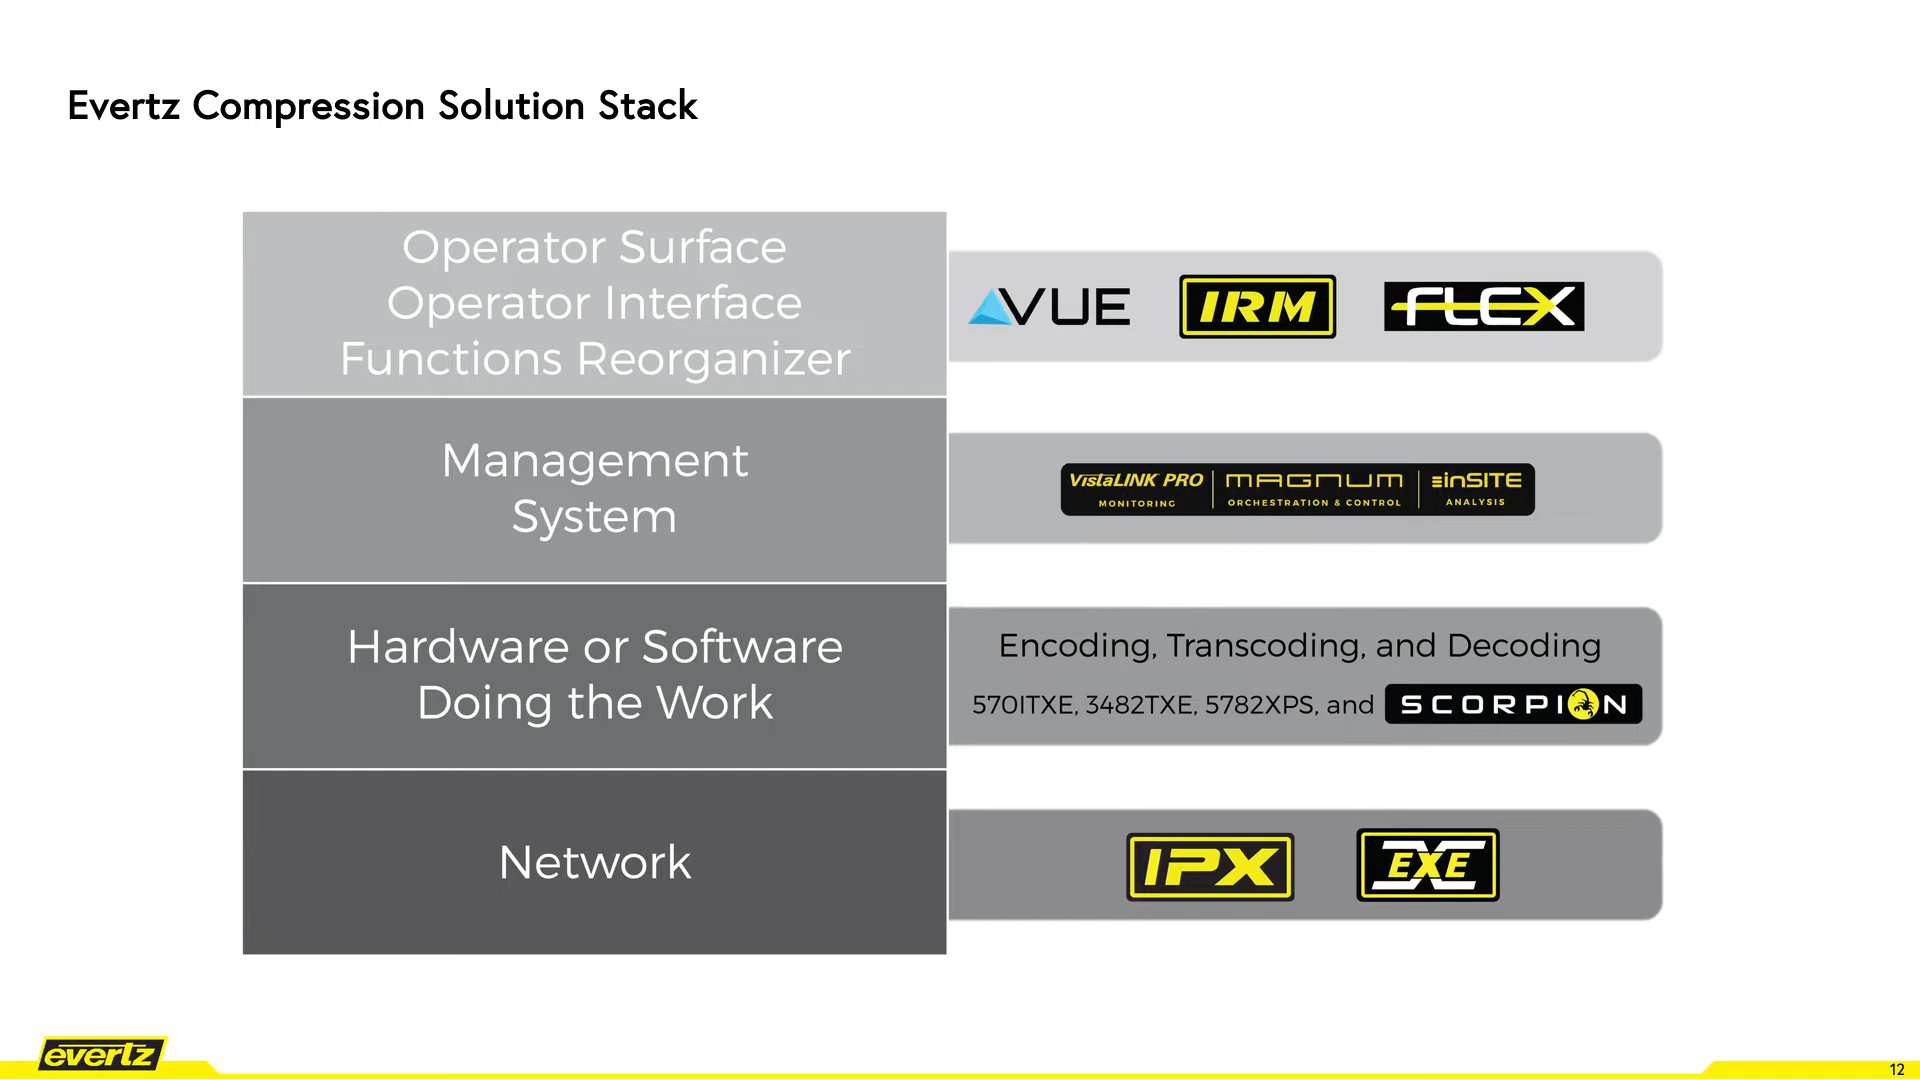 Evertz Compression Solution Stack
Operator Surface
Operator Interface
Functions Reorganizer
VUE
IRM
FLEX
Management
System
VistaLINK PRO
MONITORING
MAGNUM
ORCHESTRATION & CONTROL
inSITE
ANALYSIS
Hardware or Software
Doing the Work
Encoding, Transcoding, and Decoding
570ITXE, 3482TXE, 5782XPS, and SCORPION
Network
IPX
EXE
evertz
12